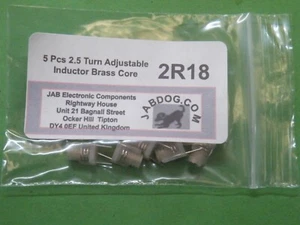 5 Pcs 2.5 Turn Adjustable
Inductor Brass Core
2R18
JAB Electronic Components
Rightway House
Unit 21 Bagnall Street
Ocker Hill Tipton
DY4 0EF United Kingdom
JABDOG.COM